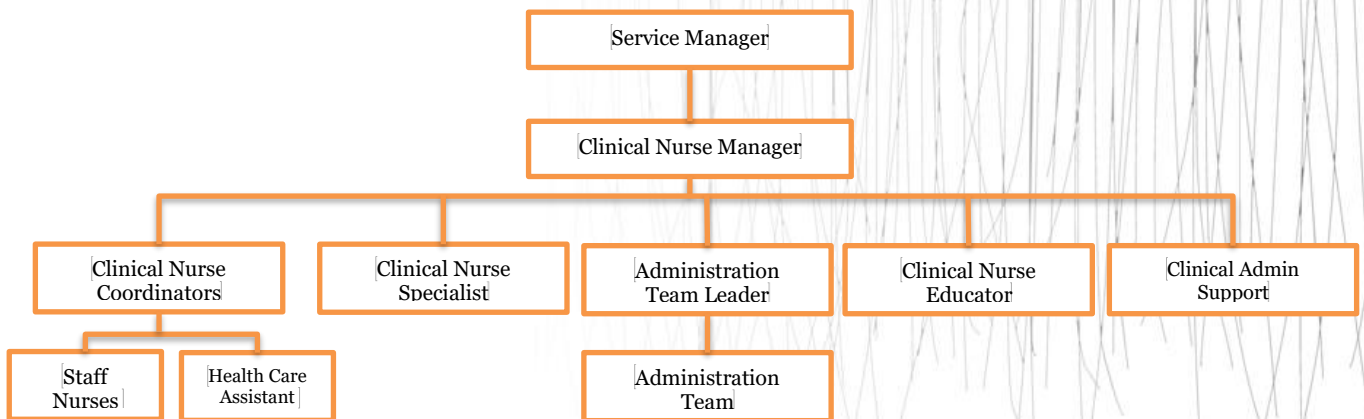 Service Manager
Clinical Nurse Manager
Clinical Nurse
Coordinators
Clinical Nurse
Specialist
Administration
Team Leader
Clinical Nurse
Educator
Clinical Admin
Support
Staff
Nurses
Health Care
Assistant
Administration
Team